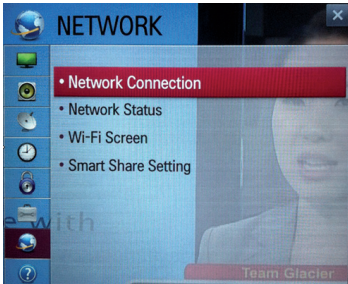 NETWORK
• Network Connection
• Network Status
• Wi-Fi Screen
• Smart Share Setting
e with
Team Glacier
?